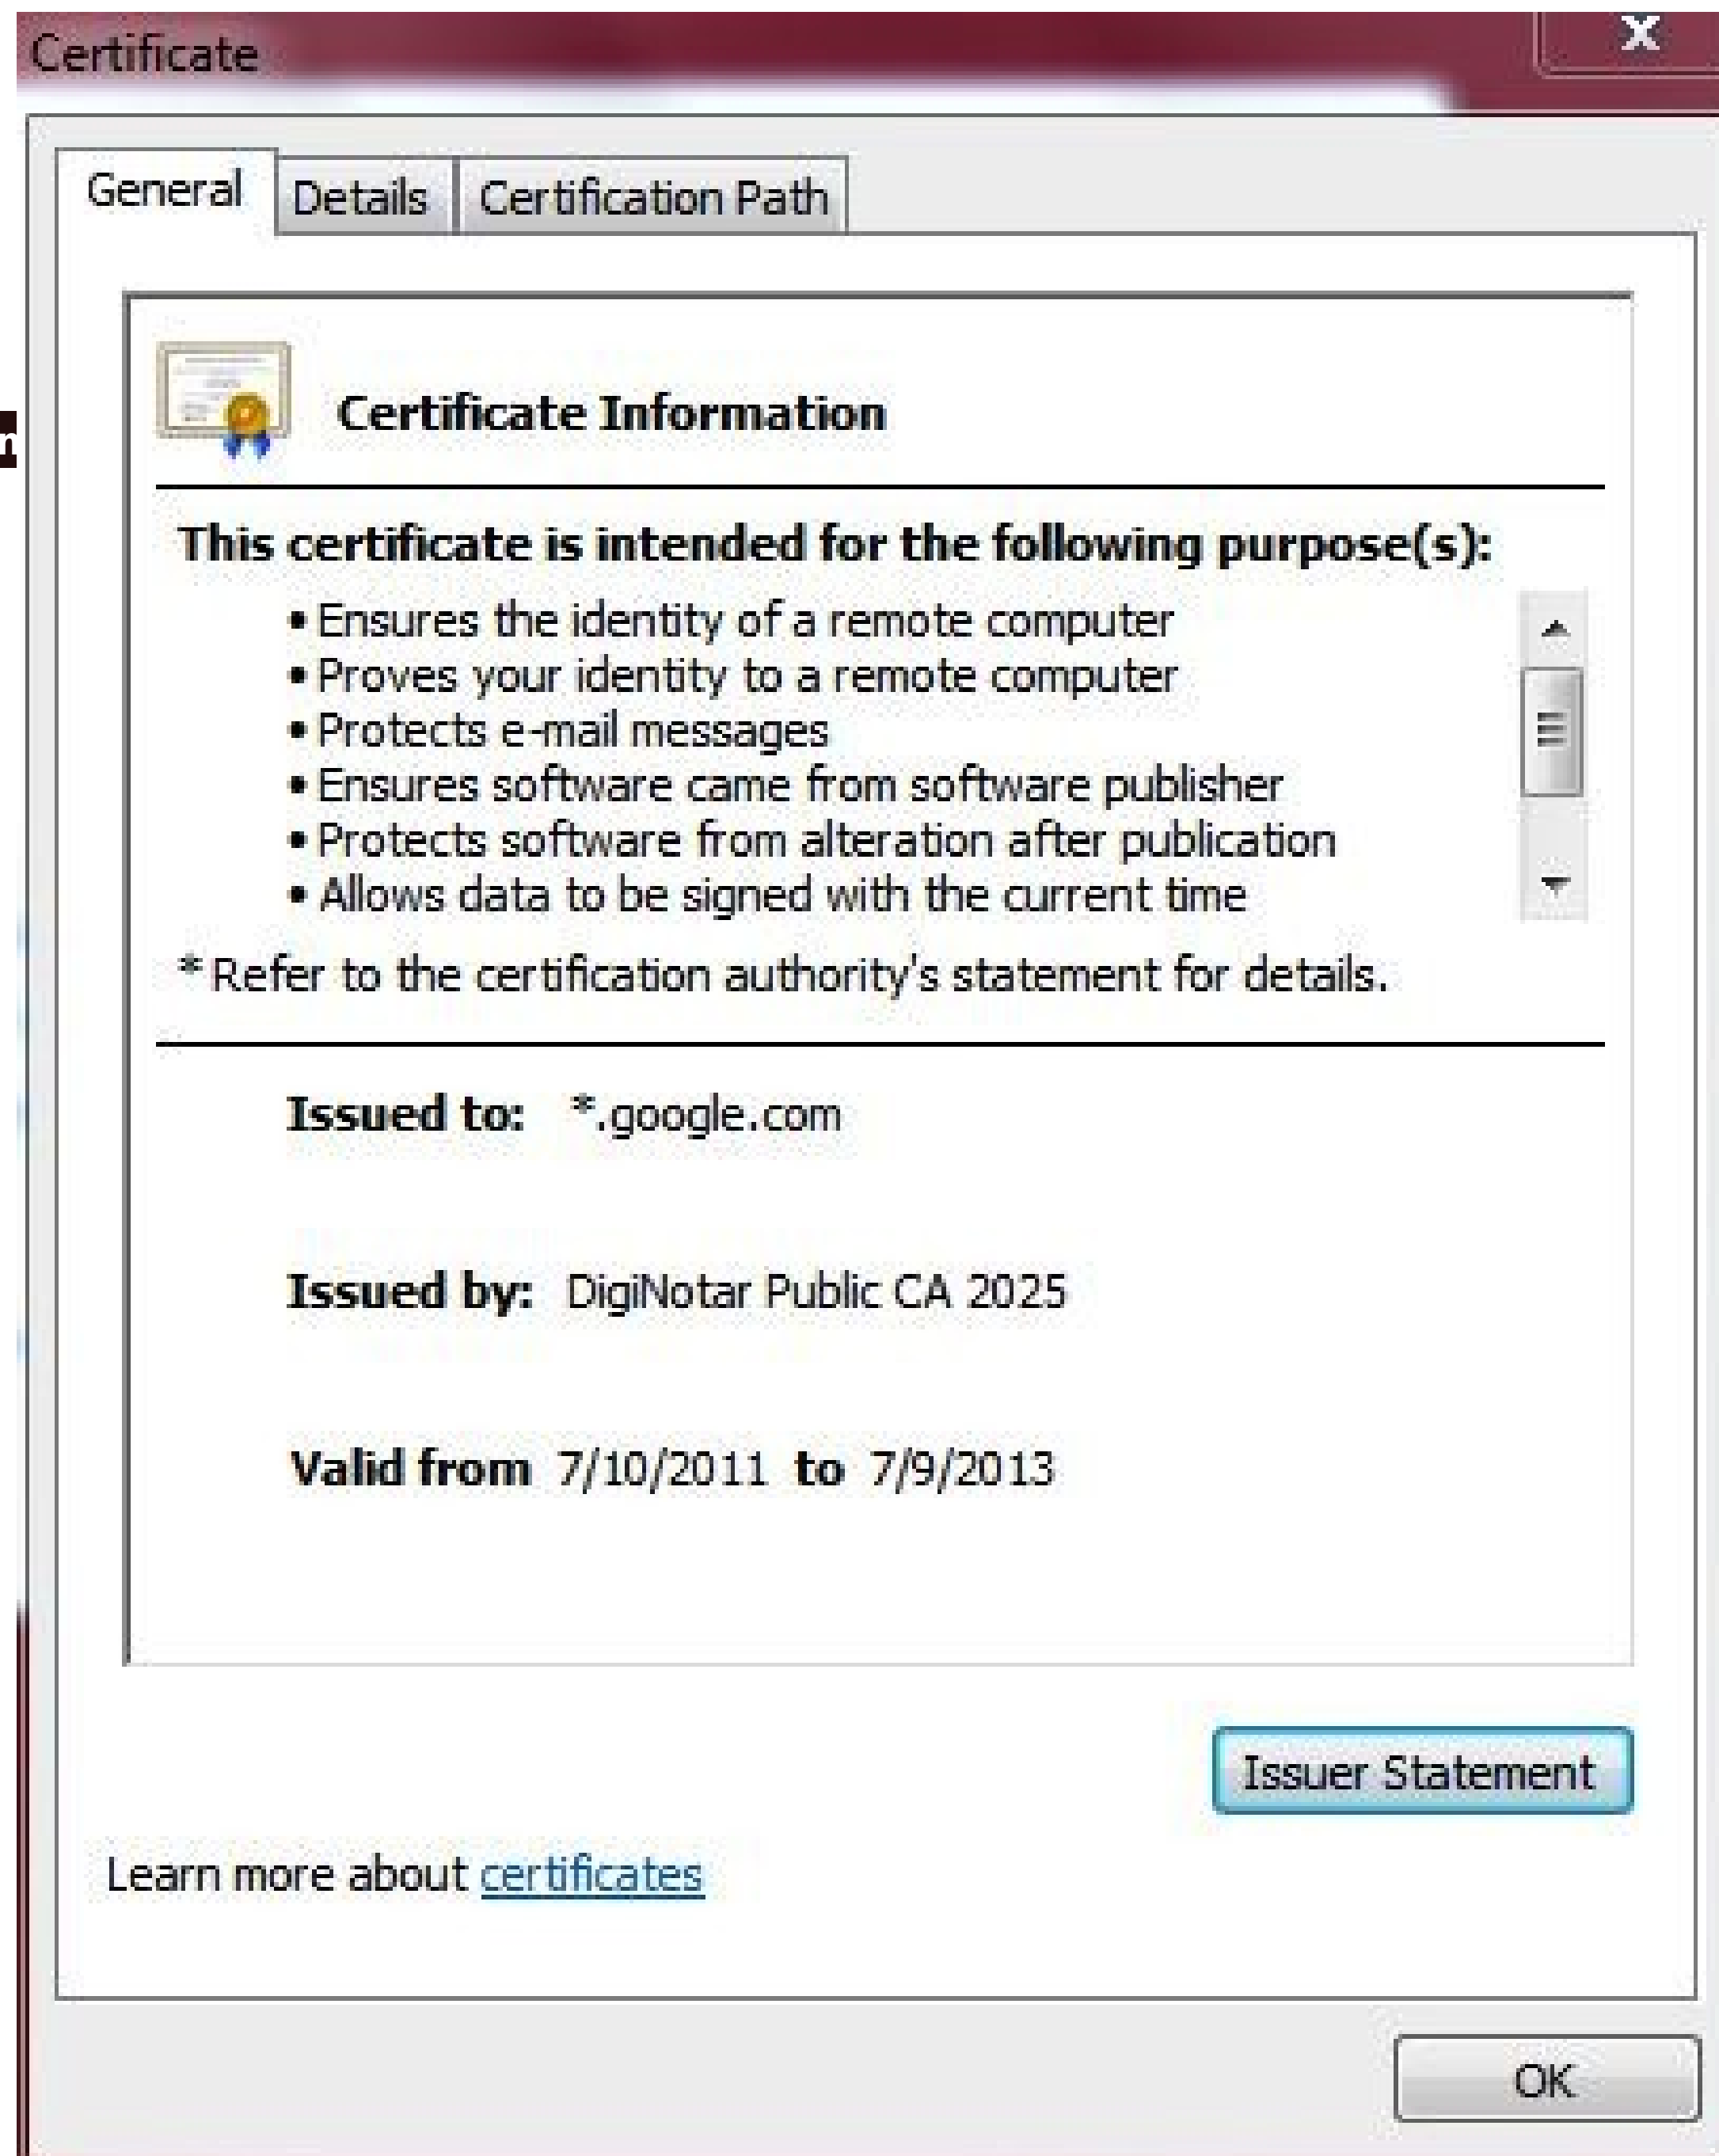 Certificate
X
General Details Certification Path
Certificate Information
This certificate is intended for the following purpose(s):
• Ensures the identity of a remote computer
• Proves your identity to a remote computer
• Protects e-mail messages
• Ensures software came from software publisher
• Protects software from alteration after publication
• Allows data to be signed with the current time
* Refer to the certification authority's statement for details.
Issued to: *.google.com
Issued by: DigiNotar Public CA 2025
Valid from 7/10/2011 to 7/9/2013
Issuer Statement
Learn more about certificates
OK